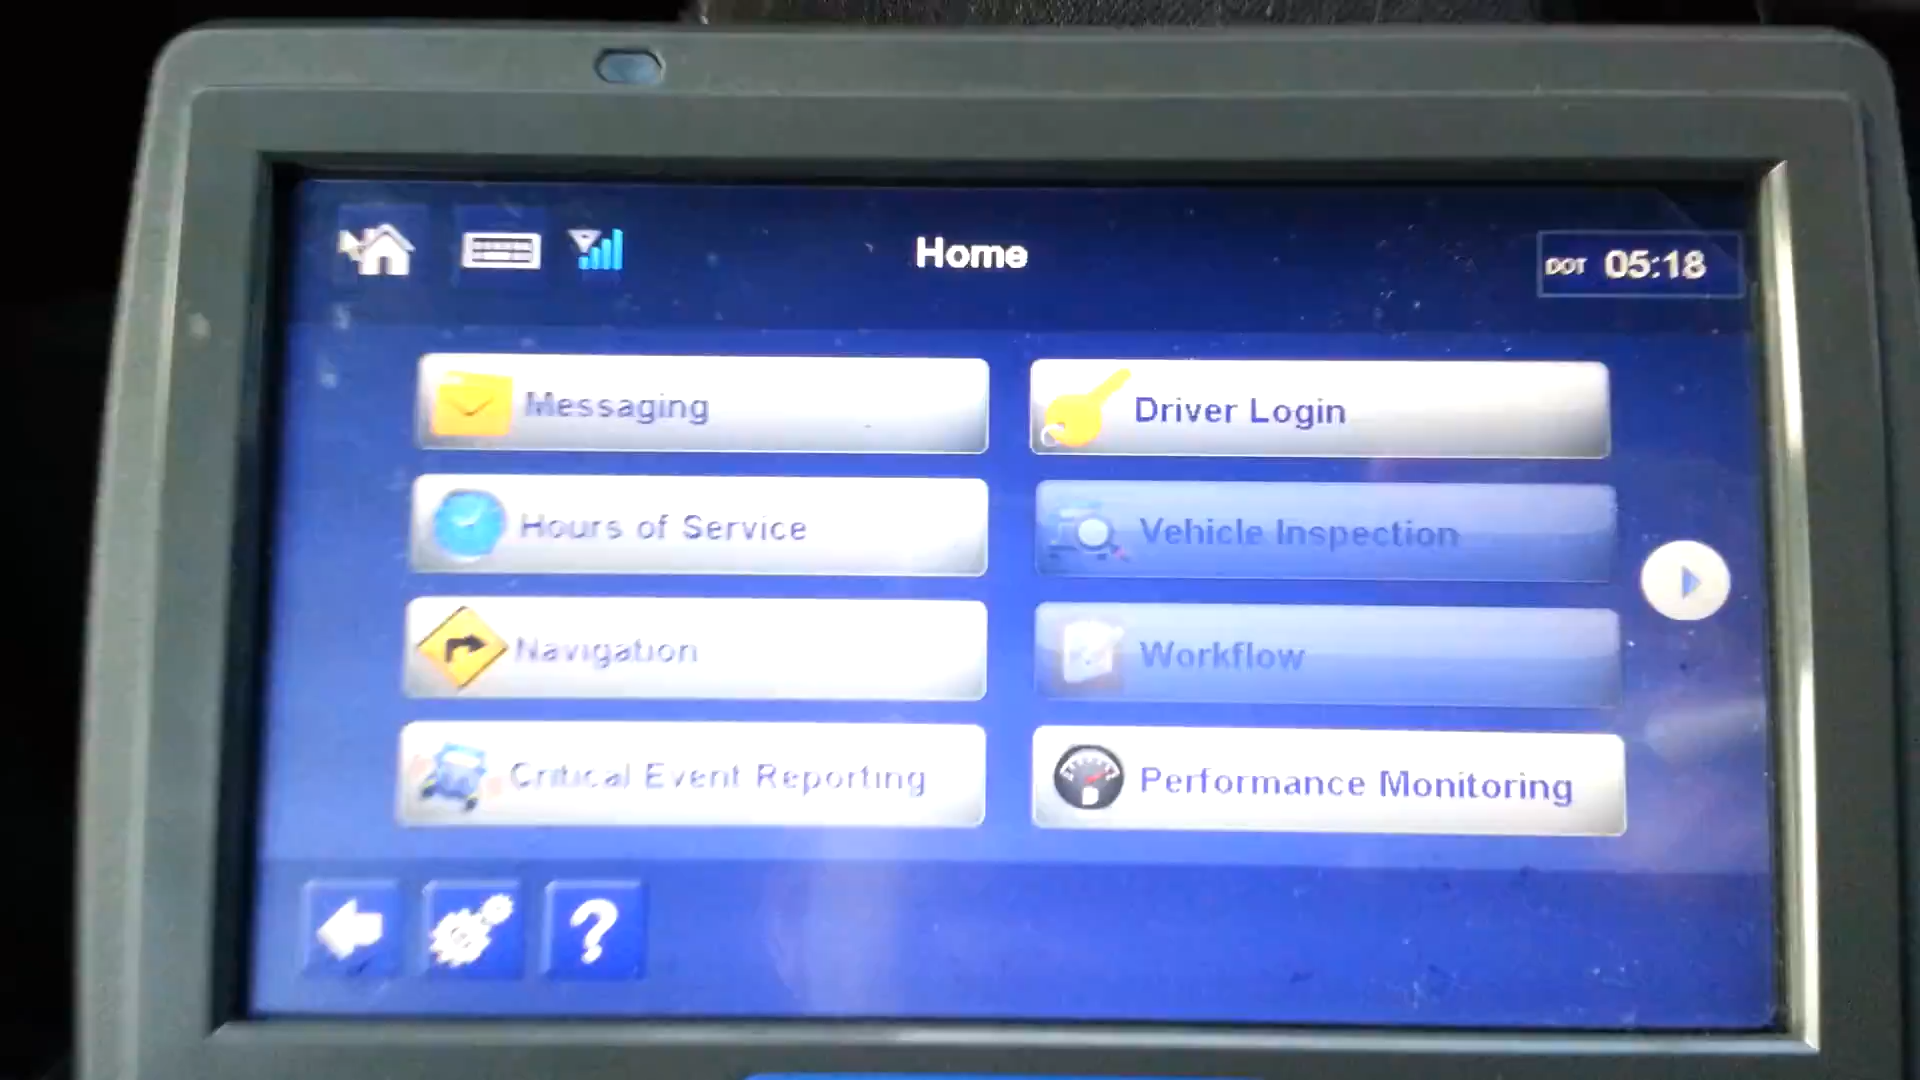 Home
DOT 05:18
Messaging
Driver Login
Hours of Service
Vehicle Inspection
Navigation
Workflow
Critical Event Reporting
Performance Monitoring
?